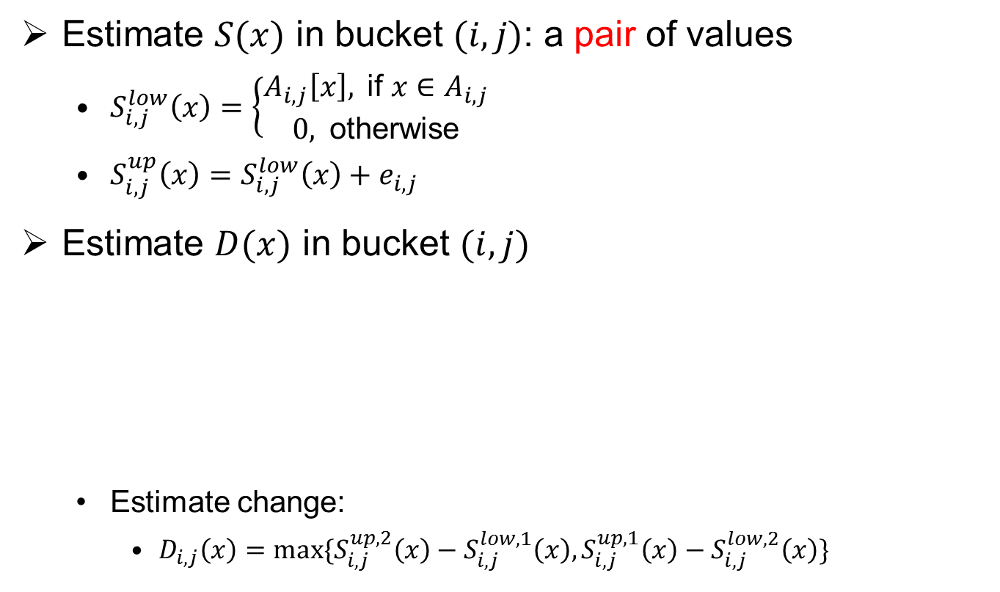 ➢ Estimate 𝑆(𝑥) in bucket (𝑖, 𝑗): a pair of values
• $S_{i,j}^{low}(x) = \begin{cases} A_{i,j}[x], \text{ if } x \in A_{i,j} \\ 0, \text{ otherwise} \end{cases}$
• $S_{i,j}^{up}(x) = S_{i,j}^{low}(x) + e_{i,j}$
➢ Estimate 𝐷(𝑥) in bucket (𝑖, 𝑗)
• Estimate change:
• $D_{i,j}(x) = \max\{S_{i,j}^{up,2}(x) - S_{i,j}^{low,1}(x), S_{i,j}^{up,1}(x) - S_{i,j}^{low,2}(x)\}$